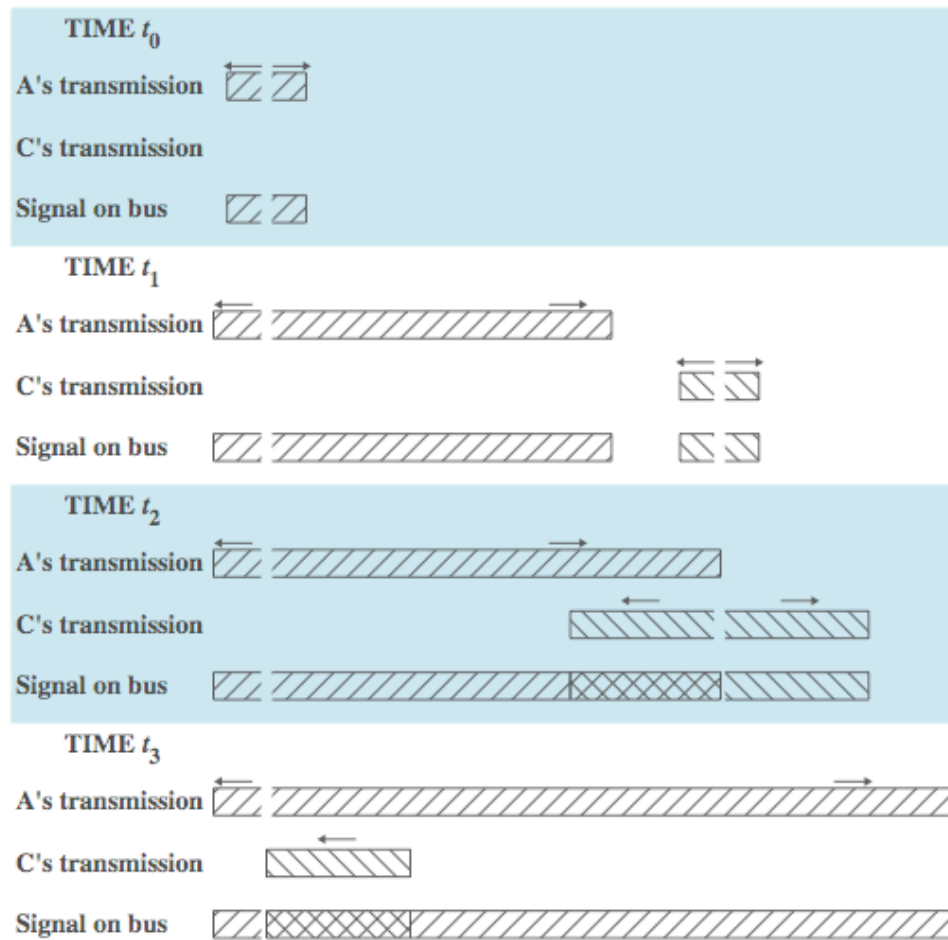 TIME t0
A's transmission
C's transmission
Signal on bus
TIME t1
A's transmission
C's transmission
Signal on bus
TIME t2
A's transmission
C's transmission
Signal on bus
TIME t3
A's transmission
C's transmission
Signal on bus